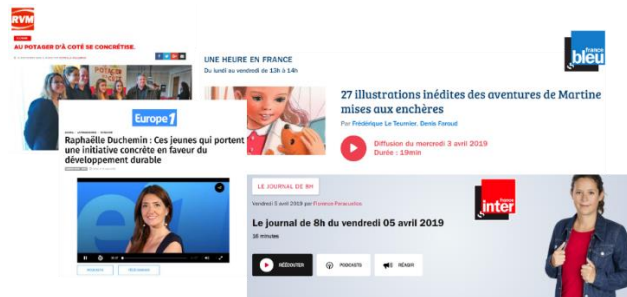 RVM
AU POTAGER D'À COTÉ SE CONCRÉTISE.
UNE HEURE EN FRANCE
Du lundi au vendredi de 13h à 14h
france
bleu
27 illustrations inédites des aventures de Martine
mises aux enchères
Par Frédérique Le Teurnier, Denis Faroud
Diffusion du mercredi 3 avril 2019
Durée : 19min
Europe 1
Raphaëlle Duchemin : Ces jeunes qui portent
une initiative concrète en faveur du
développement durable
LE JOURNAL DE 8H
Vendredi 5 avril 2019 par Florence Paracuellos
Le journal de 8h du vendredi 05 avril 2019
16 minutes
RÉÉCOUTER
PODCASTS
RÉAGIR
france
inter